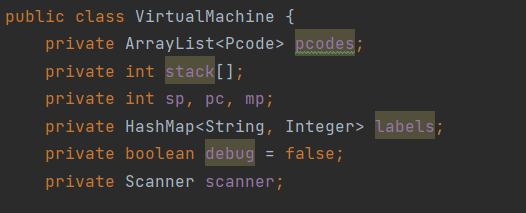 public class VirtualMachine {
private ArrayList<Pcode> pcodes;
private int stack[];
private int sp, pc, mp;
private HashMap<String, Integer> labels;
private boolean debug = false;
private Scanner scanner;